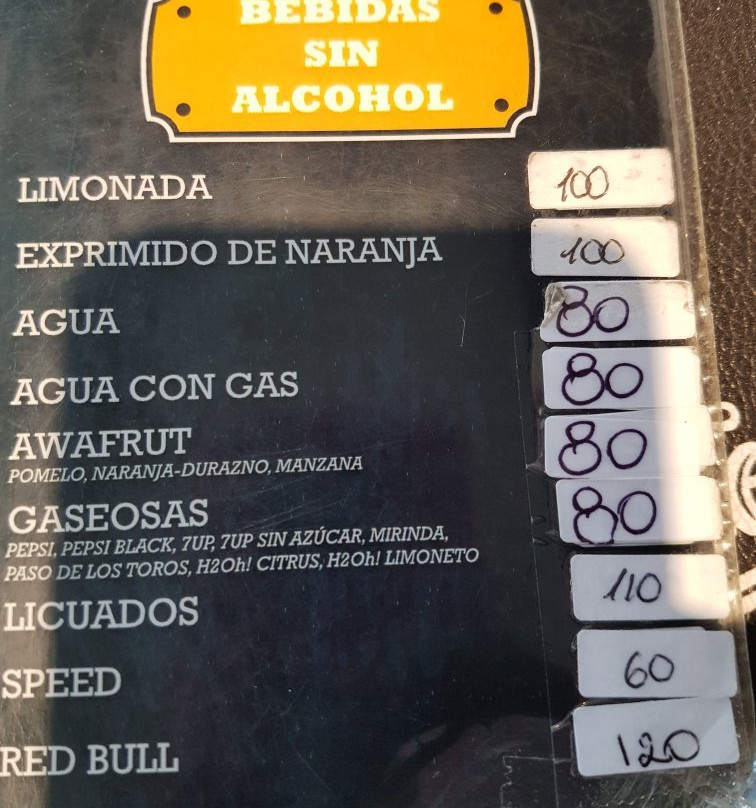 BEBIDAS
SIN
ALCOHOL
LIMONADA 100
EXPRIMIDO DE NARANJA 100
AGUA 80
AGUA CON GAS 80
AWAFRUT 80
POMELO, NARANJA-DURAZNO, MANZANA
GASEOSAS 80
PEPSI, PEPSI BLACK, 7UP, 7UP SIN AZÚCAR, MIRINDA,
PASO DE LOS TOROS, H2Oh! CITRUS, H2Oh! LIMONETO
LICUADOS 110
SPEED 60
RED BULL 120